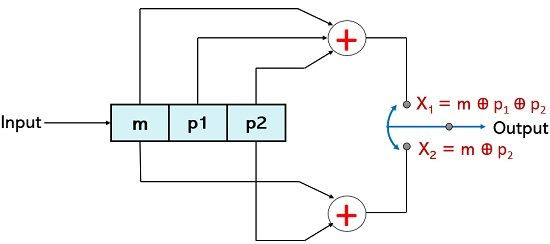 Input
m p1 p2
+
+
X₁ = m ⊕ p₁ ⊕ p₂
Output
X₂ = m ⊕ p₂